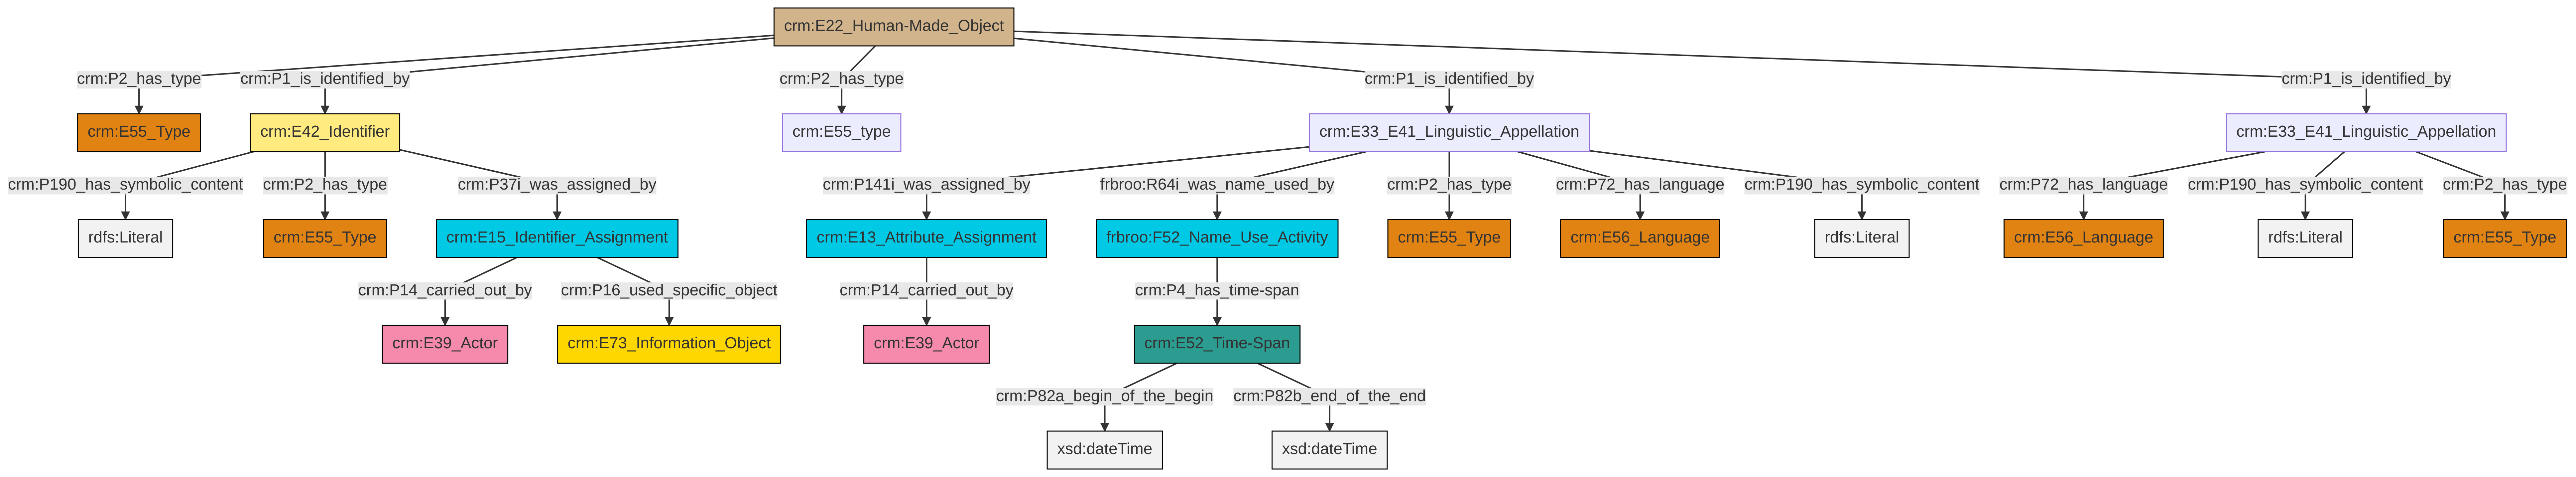 crm:E22_Human-Made_Object
crm:P2_has_type
crm:P1_is_identified_by
crm:P2_has_type
crm:P1_is_identified_by
crm:P1_is_identified_by
crm:E55_Type
crm:E42_Identifier
crm:E55_type
crm:E33_E41_Linguistic_Appellation
crm:E33_E41_Linguistic_Appellation
crm:P190_has_symbolic_content
crm:P2_has_type
crm:P37i_was_assigned_by
crm:P141i_was_assigned_by
frbroo:R64i_was_name_used_by
crm:P2_has_type
crm:P72_has_language
crm:P190_has_symbolic_content
crm:P72_has_language
crm:P190_has_symbolic_content
crm:P2_has_type
rdfs:Literal
crm:E55_Type
crm:E15_Identifier_Assignment
crm:E13_Attribute_Assignment
frbroo:F52_Name_Use_Activity
crm:E55_Type
crm:E56_Language
rdfs:Literal
crm:E56_Language
rdfs:Literal
crm:E55_Type
crm:P14_carried_out_by
crm:P16_used_specific_object
crm:P14_carried_out_by
crm:P4_has_time-span
crm:E39_Actor
crm:E73_Information_Object
crm:E39_Actor
crm:E52_Time-Span
crm:P82a_begin_of_the_begin
crm:P82b_end_of_the_end
xsd:dateTime
xsd:dateTime